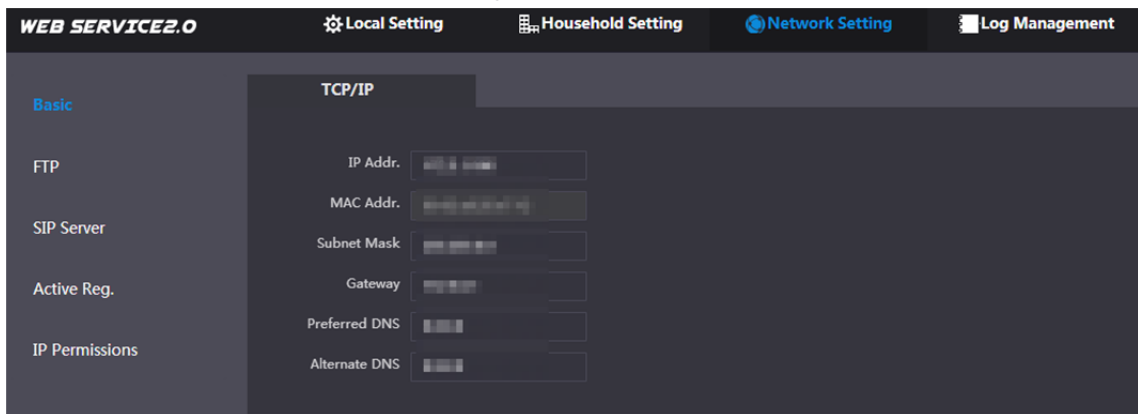 WEB SERVICE2.0
Local Setting
Household Setting
Network Setting
Log Management
Basic
FTP
SIP Server
Active Reg.
IP Permissions
TCP/IP
IP Addr.
MAC Addr.
Subnet Mask
Gateway
Preferred DNS
Alternate DNS